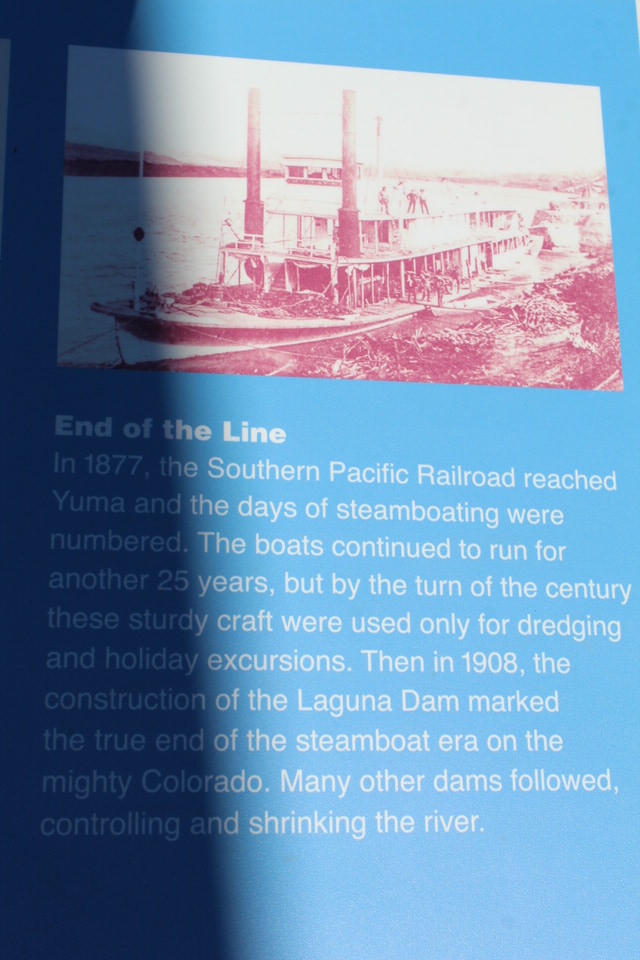 End of the Line
In 1877, the Southern Pacific Railroad reached
Yuma and the days of steamboating were
numbered. The boats continued to run for
another 25 years, but by the turn of the century
these sturdy craft were used only for dredging
and holiday excursions. Then in 1908, the
construction of the Laguna Dam marked
the true end of the steamboat era on the
mighty Colorado. Many other dams followed,
controlling and shrinking the river.